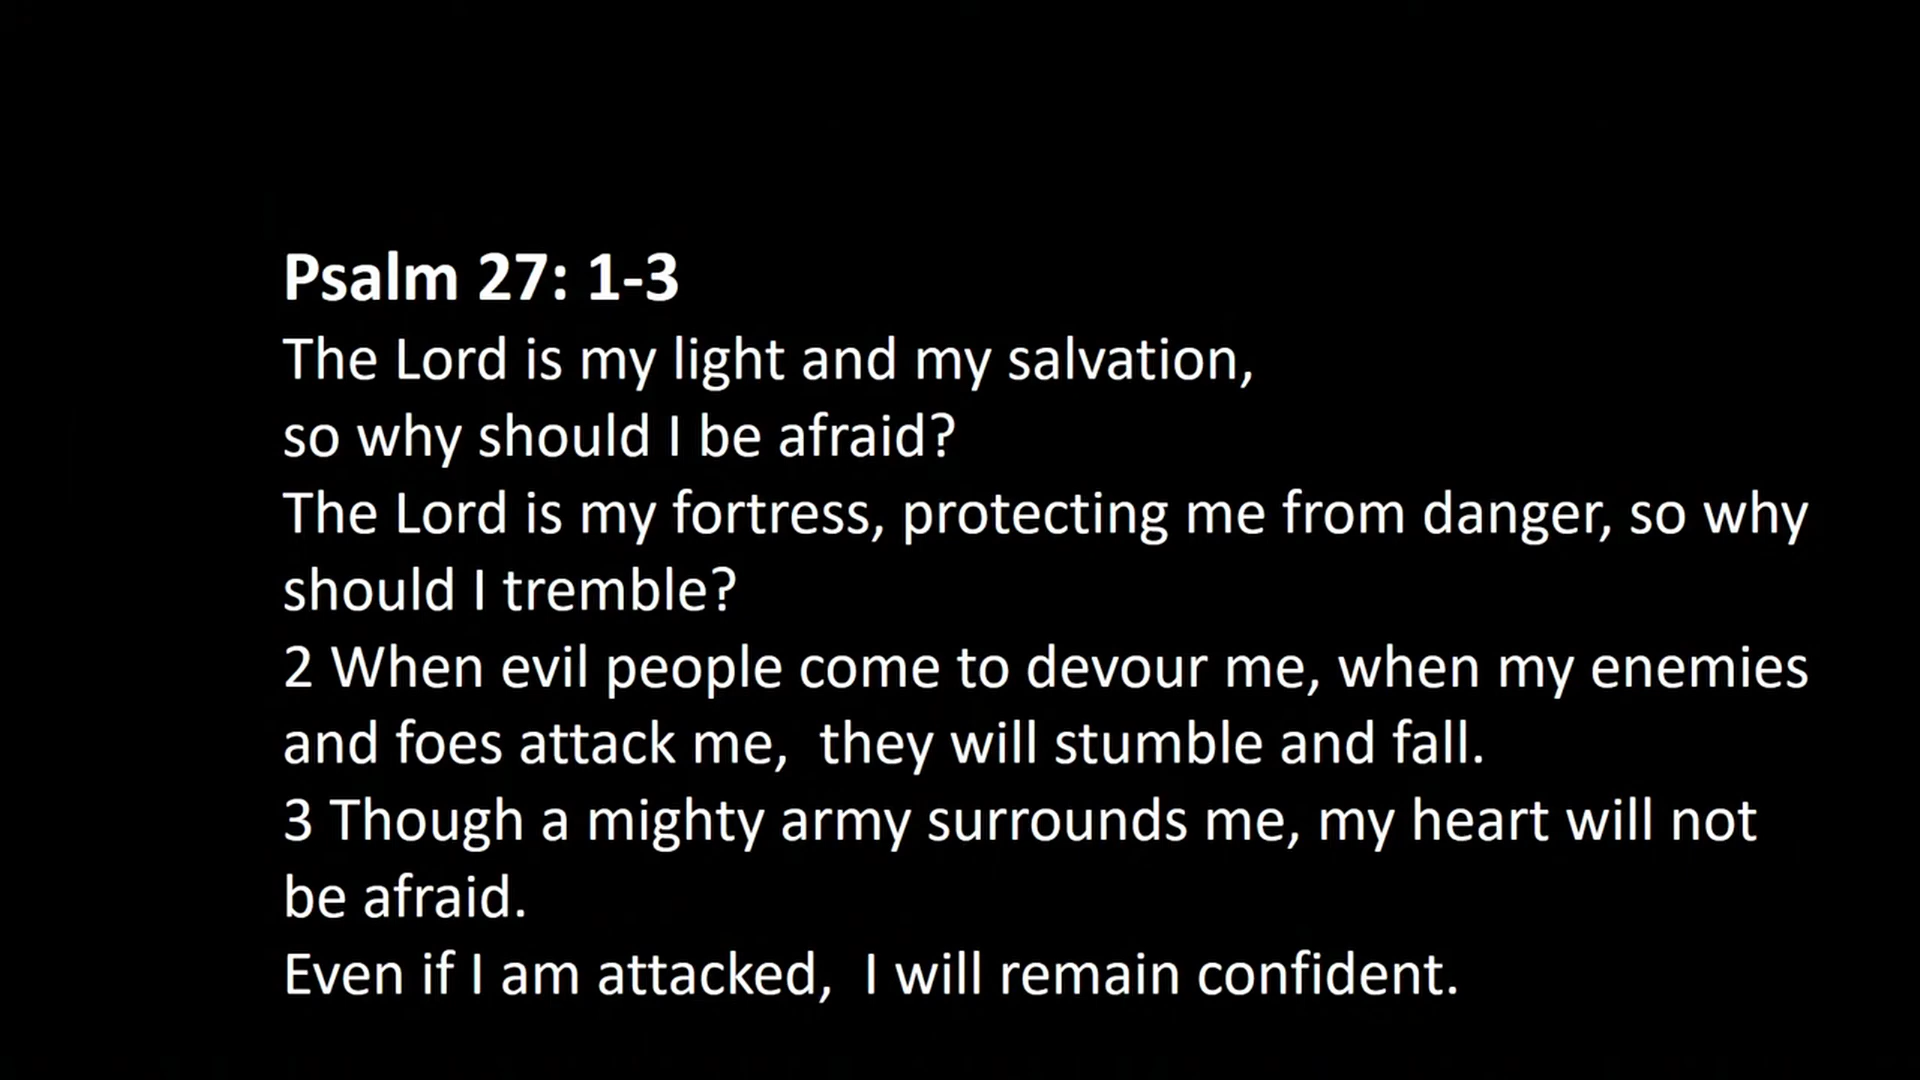 Psalm 27: 1-3
The Lord is my light and my salvation,
so why should I be afraid?
The Lord is my fortress, protecting me from danger, so why
should I tremble?
2 When evil people come to devour me, when my enemies
and foes attack me,  they will stumble and fall.
3 Though a mighty army surrounds me, my heart will not
be afraid.
Even if I am attacked,  I will remain confident.